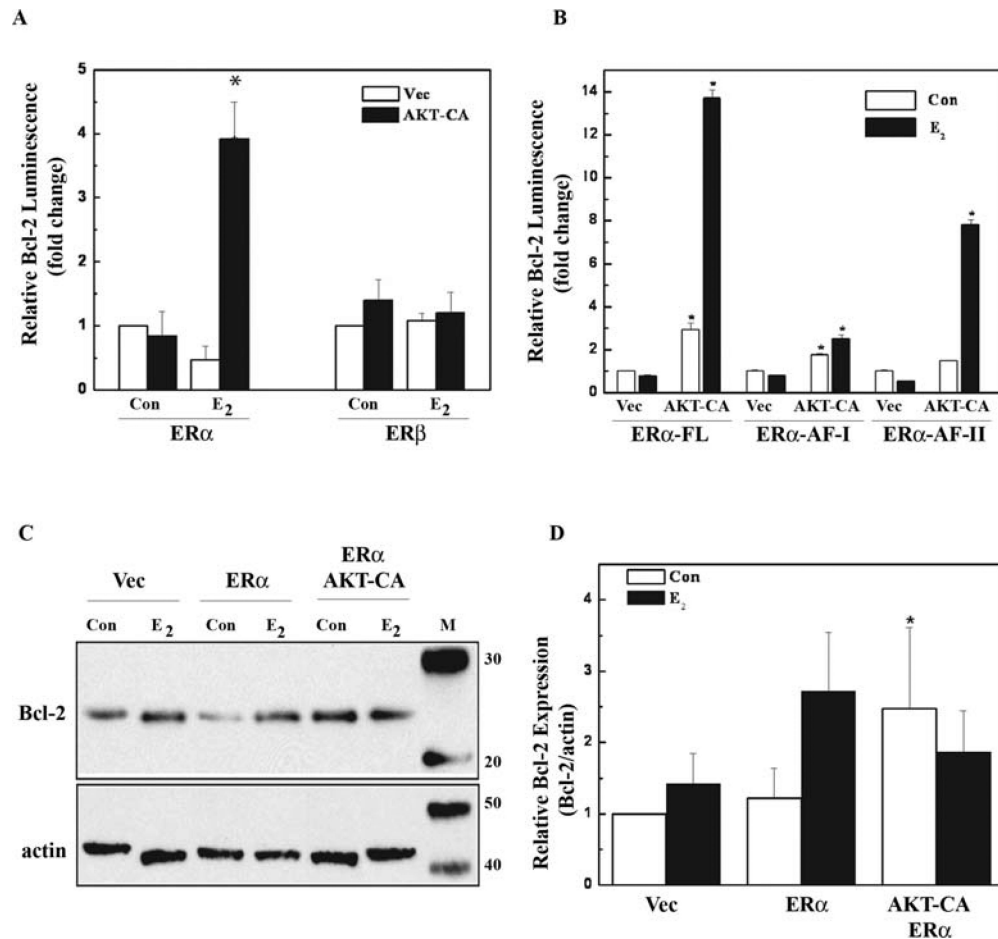 A
Relative Bcl-2 Luminescence
(fold change)
5
4
3
2
1
0
*
Vec
AKT-CA
Con
E2
Con
E2
ERα
ERβ
B
Relative Bcl-2 Luminescence
(fold change)
14
12
10
8
6
4
2
0
Con
E2
*
*
*
*
*
Vec
AKT-CA
Vec
AKT-CA
Vec
AKT-CA
ERα-FL
ERα-AF-I
ERα-AF-II
C
Vec
ERα
ERα
AKT-CA
Con
E2
Con
E2
Con
E2
M
Bcl-2
30
20
actin
50
40
D
Relative Bcl-2 Expression
(Bcl-2/actin)
4
3
2
1
0
Con
E2
*
Vec
ERα
AKT-CA
ERα